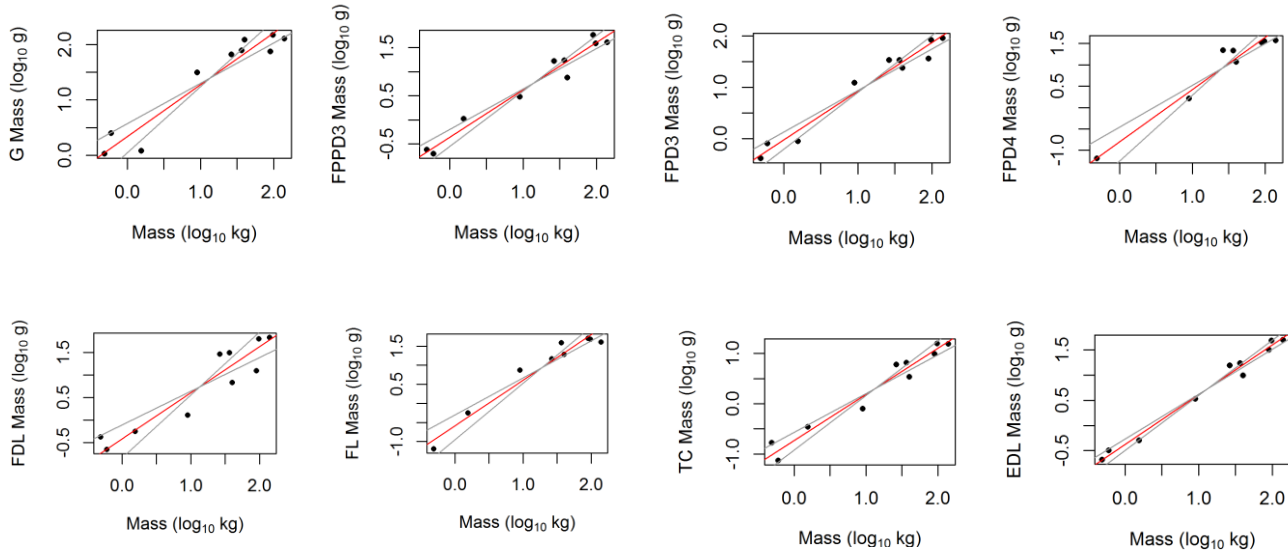 G Mass (log₁₀ g)
0.0 1.0 2.0
0.0 1.0 2.0
Mass (log₁₀ kg)
FPPD3 Mass (log₁₀ g)
-0.5 0.5 1.5
0.0 1.0 2.0
Mass (log₁₀ kg)
FPD3 Mass (log₁₀ g)
0.0 1.0 2.0
0.0 1.0 2.0
Mass (log₁₀ kg)
FPD4 Mass (log₁₀ g)
-1.0 0.5 1.5
0.0 1.0 2.0
Mass (log₁₀ kg)
FDL Mass (log₁₀ g)
-0.5 0.5 1.5
0.0 1.0 2.0
Mass (log₁₀ kg)
FL Mass (log₁₀ g)
-1.0 0.5 1.5
0.0 1.0 2.0
Mass (log₁₀ kg)
TC Mass (log₁₀ g)
-1.0 0.0 1.0
0.0 1.0 2.0
Mass (log₁₀ kg)
EDL Mass (log₁₀ g)
-0.5 0.5 1.5
0.0 1.0 2.0
Mass (log₁₀ kg)